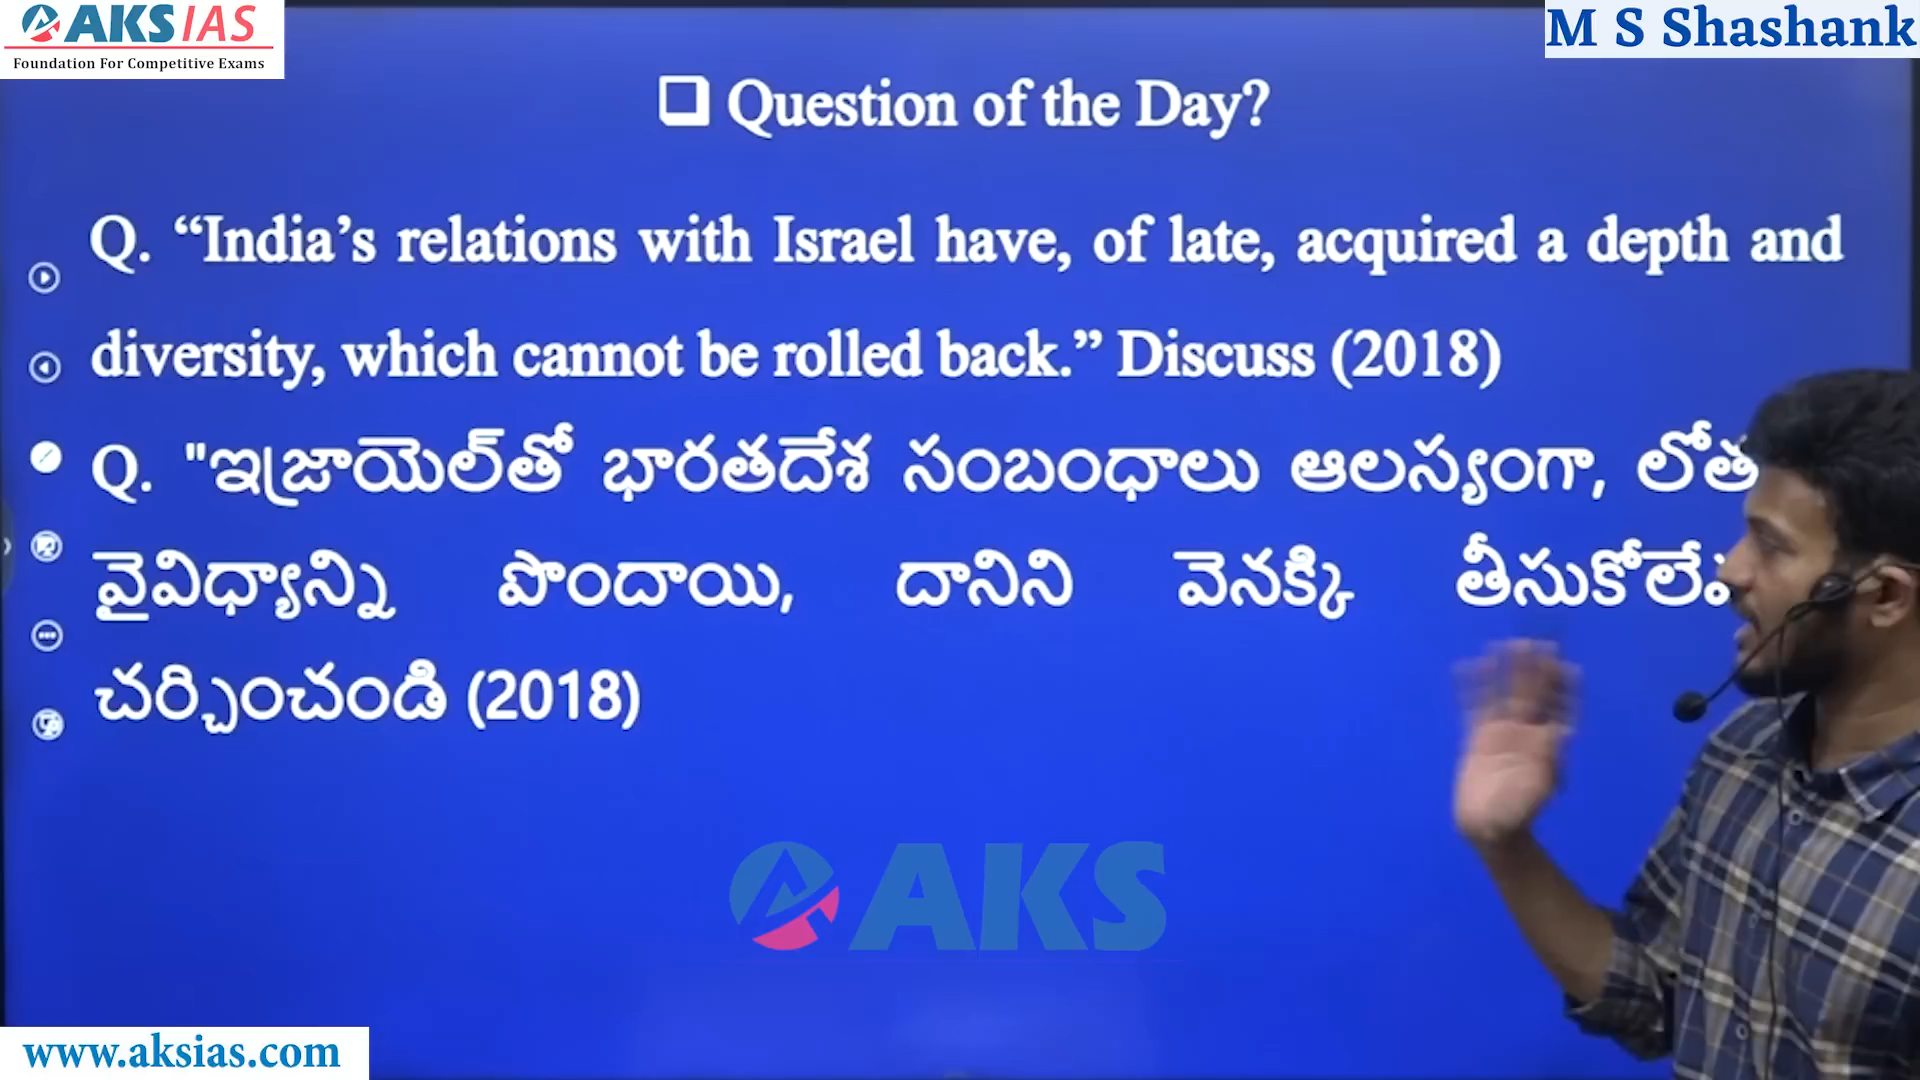 AKS IAS
Foundation For Competitive Exams
M S Shashank
Question of the Day?
Q. “India’s relations with Israel have, of late, acquired a depth and
diversity, which cannot be rolled back.” Discuss (2018)
Q. "ఇజ్రాయెల్‌తో భారతదేశ సంబంధాలు ఆలస్యంగా,
వైవిధ్యాన్ని పొందాయి, దానిని వెనక్కి
చర్చించండి (2018)
AKS
www.aksias.com